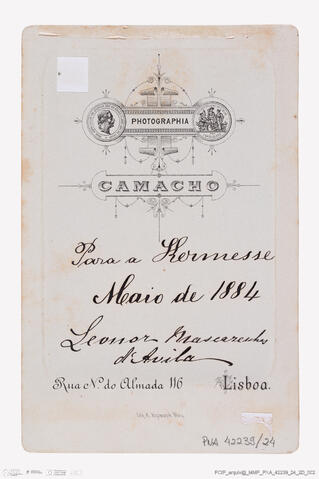 PHOTOGRAPHIA
CAMACHO
Para a Kermesse
Maio de 1884
Leonor Mascarenhas
d'Avila
Rua N. do Almada 116 Lisboa.
PNA 42239/24